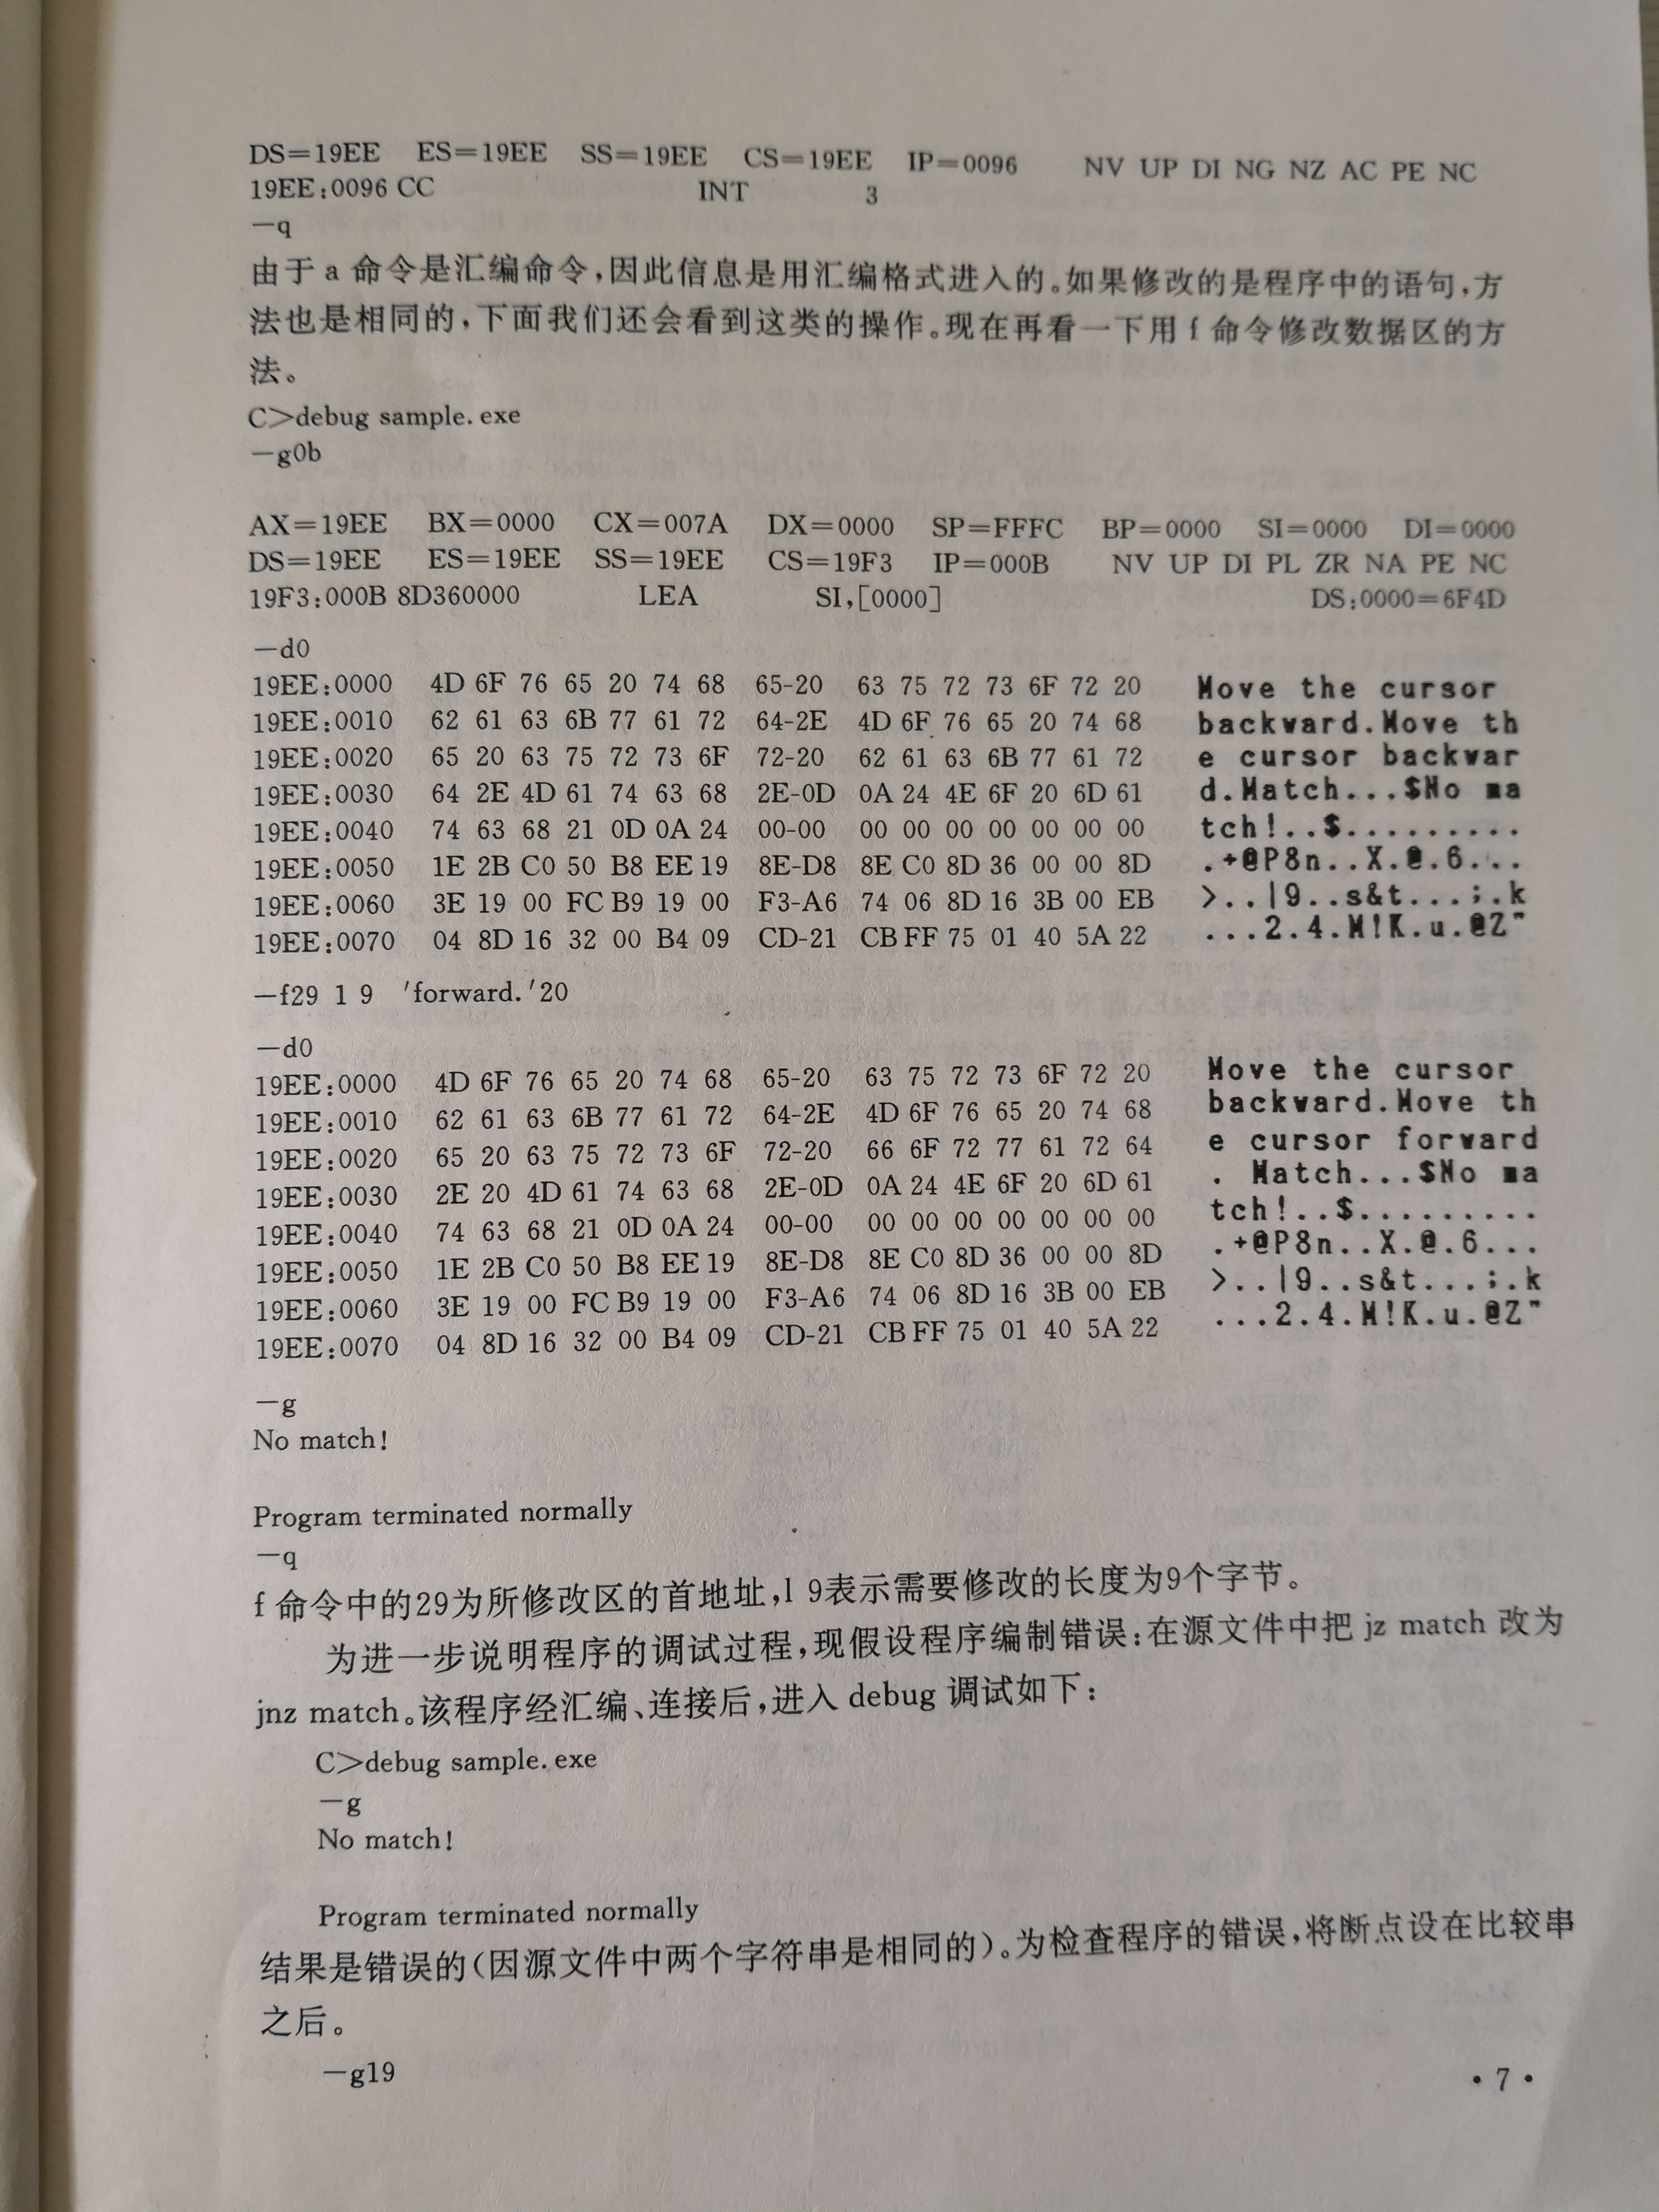 DS=19EE ES=19EE SS=19EE CS=19EE IP=0096 NV UP DI NG NZ AC PE NC
19EE:0096 CC INT 3
-q
由于 a 命令是汇编命令,因此信息是用汇编格式进入的。如果修改的是程序中的语句,方
法也是相同的,下面我们还会看到这类的操作。现在再看一下用 f 命令修改数据区的方
法。
C>debug sample.exe
-g0b
AX=19EE BX=0000 CX=007A DX=0000 SP=FFFC BP=0000 SI=0000 DI=0000
DS=19EE ES=19EE SS=19EE CS=19F3 IP=000B NV UP DI PL ZR NA PE NC
19F3:000B 8D360000 LEA SI,[0000] DS:0000=6F4D
-d0
19EE:0000 4D 6F 76 65 20 74 68 65-20 63 75 72 73 6F 72 20 Move the cursor
19EE:0010 62 61 63 6B 77 61 72 64-2E 4D 6F 76 65 20 74 68 backward.Move th
19EE:0020 65 20 63 75 72 73 6F 72-20 62 61 63 6B 77 61 72 e cursor backwar
19EE:0030 64 2E 4D 61 74 63 68 2E-0D 0A 24 4E 6F 20 6D 61 d.Match...$No ma
19EE:0040 74 63 68 21 0D 0A 24 00-00 00 00 00 00 00 00 00 tch!..$.........
19EE:0050 1E 2B C0 50 B8 EE 19 8E-D8 8E C0 8D 36 00 00 8D .+@P8n..X.@.6...
19EE:0060 3E 19 00 FC B9 19 00 F3-A6 74 06 8D 16 3B 00 EB >..|9..s&t...;.k
19EE:0070 04 8D 16 32 00 B4 09 CD-21 CB FF 75 01 40 5A 22 ...2.4.M!K.u.@Z"
-f29 1 9 'forward.'20
-d0
19EE:0000 4D 6F 76 65 20 74 68 65-20 63 75 72 73 6F 72 20 Move the cursor
19EE:0010 62 61 63 6B 77 61 72 64-2E 4D 6F 76 65 20 74 68 backward.Move th
19EE:0020 65 20 63 75 72 73 6F 72-20 66 6F 72 77 61 72 64 e cursor forward
19EE:0030 2E 20 4D 61 74 63 68 2E-0D 0A 24 4E 6F 20 6D 61 . Match...$No ma
19EE:0040 74 63 68 21 0D 0A 24 00-00 00 00 00 00 00 00 00 tch!..$.........
19EE:0050 1E 2B C0 50 B8 EE 19 8E-D8 8E C0 8D 36 00 00 8D .+@P8n..X.@.6...
19EE:0060 3E 19 00 FC B9 19 00 F3-A6 74 06 8D 16 3B 00 EB >..|9..s&t...;.k
19EE:0070 04 8D 16 32 00 B4 09 CD-21 CB FF 75 01 40 5A 22 ...2.4.M!K.u.@Z"
-g
No match!
Program terminated normally
-q
f 命令中的29为所修改区的首地址,l 9表示需要修改的长度为9个字节。
为进一步说明程序的调试过程,现假设程序编制错误:在源文件中把 jz match 改为
jnz match。该程序经汇编、连接后,进入 debug 调试如下:
C>debug sample.exe
-g
No match!
Program terminated normally
结果是错误的(因源文件中两个字符串是相同的)。为检查程序的错误,将断点设在比较串
之后。
-g19
·7·